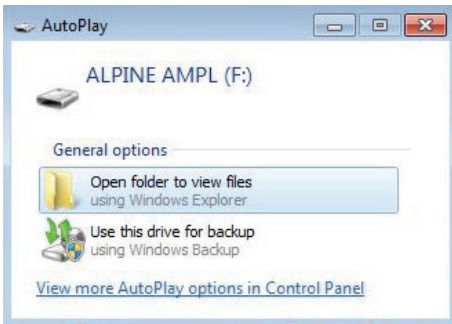 AutoPlay
ALPINE AMPL (F:)
General options
Open folder to view files
using Windows Explorer
Use this drive for backup
using Windows Backup
View more AutoPlay options in Control Panel